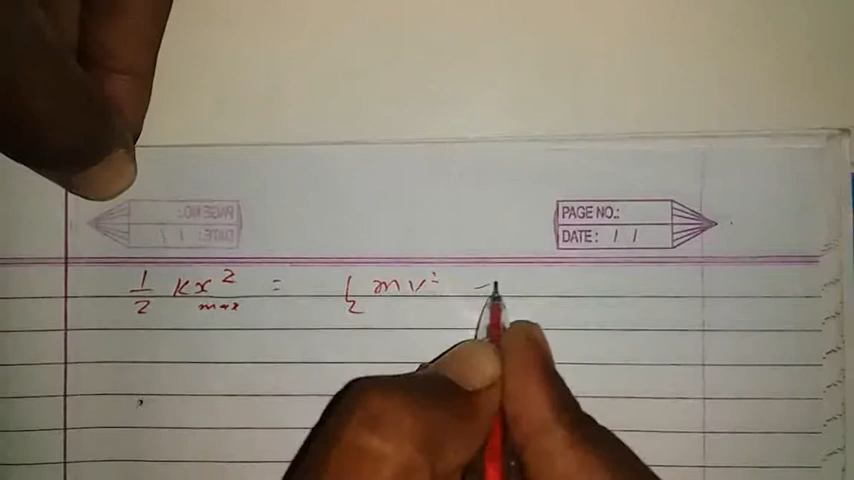 PAGE NO.:
DATE: / /
1/2 kx²max = 1/2 mv² -